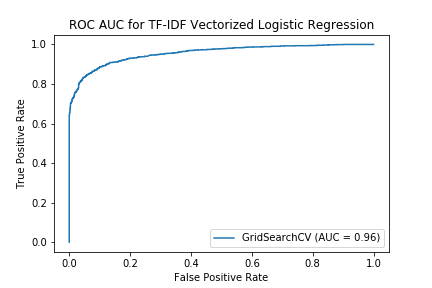 ROC AUC for TF-IDF Vectorized Logistic Regression
True Positive Rate
1.0
0.8
0.6
0.4
0.2
0.0
GridSearchCV (AUC = 0.96)
0.0 0.2 0.4 0.6 0.8 1.0
False Positive Rate